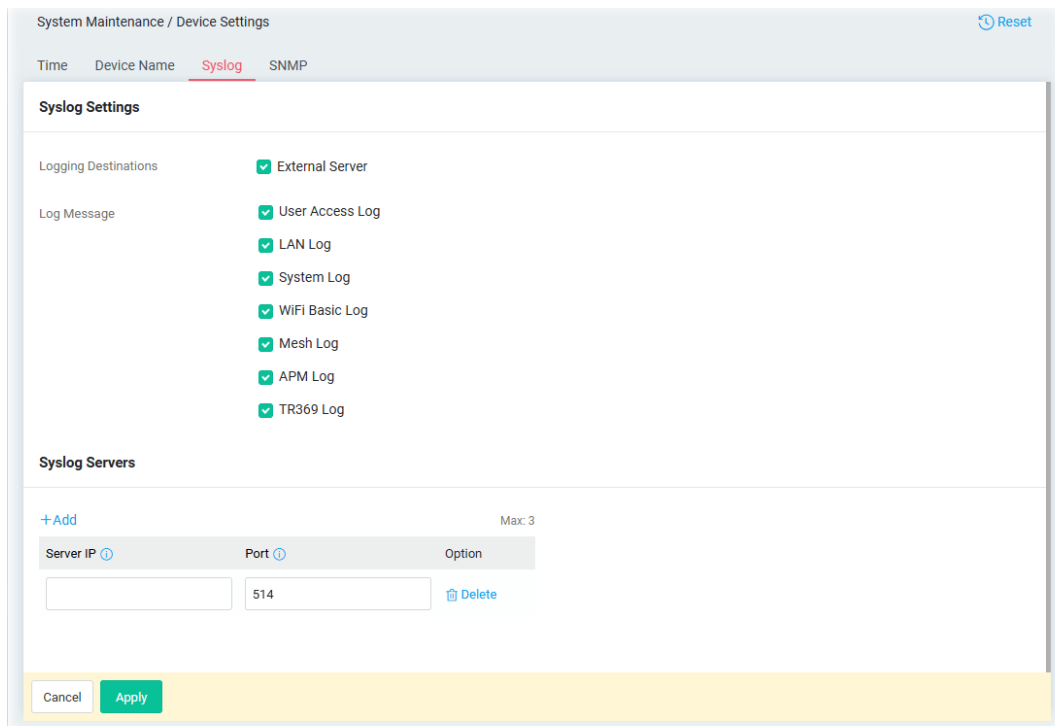 System Maintenance / Device Settings
Reset
Time Device Name Syslog SNMP
Syslog Settings
Logging Destinations External Server
Log Message User Access Log
LAN Log
System Log
WiFi Basic Log
Mesh Log
APM Log
TR369 Log
Syslog Servers
+Add Max: 3
Server IP Port Option
514 Delete
Cancel Apply